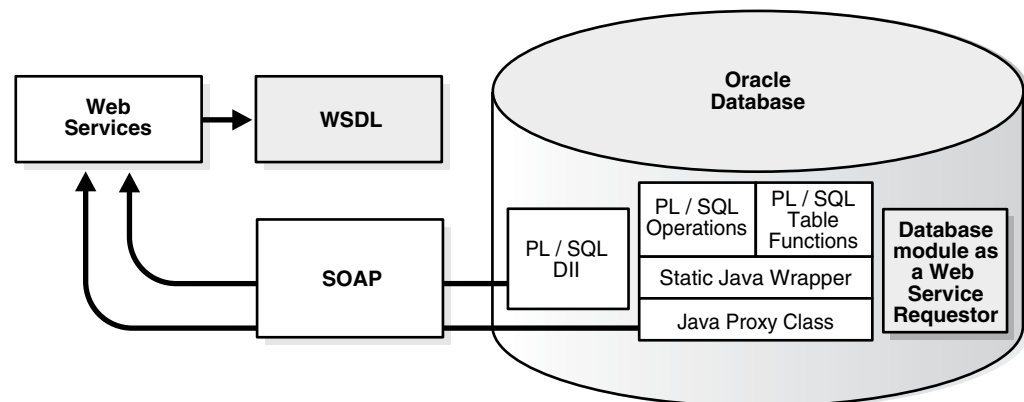 Oracle
Database
Web
Services
WSDL
SOAP
PL / SQL
DII
PL / SQL
Operations
PL / SQL
Table
Functions
Static Java Wrapper
Java Proxy Class
Database
module as
a Web
Service
Requestor